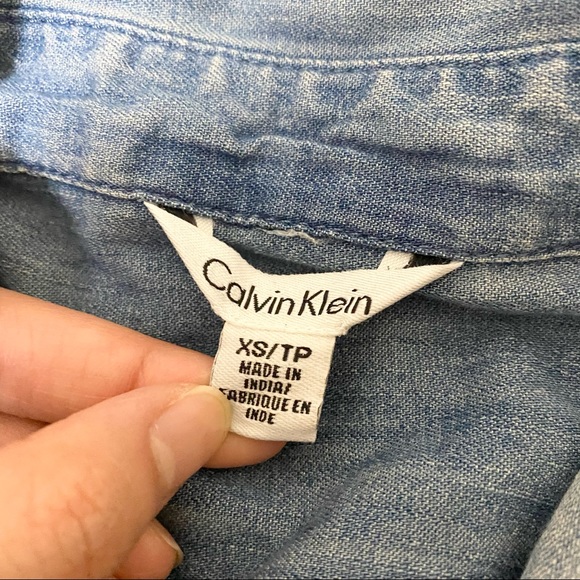 Calvin Klein
XS/TP
MADE IN
INDIA/
FABRIQUE EN
INDE